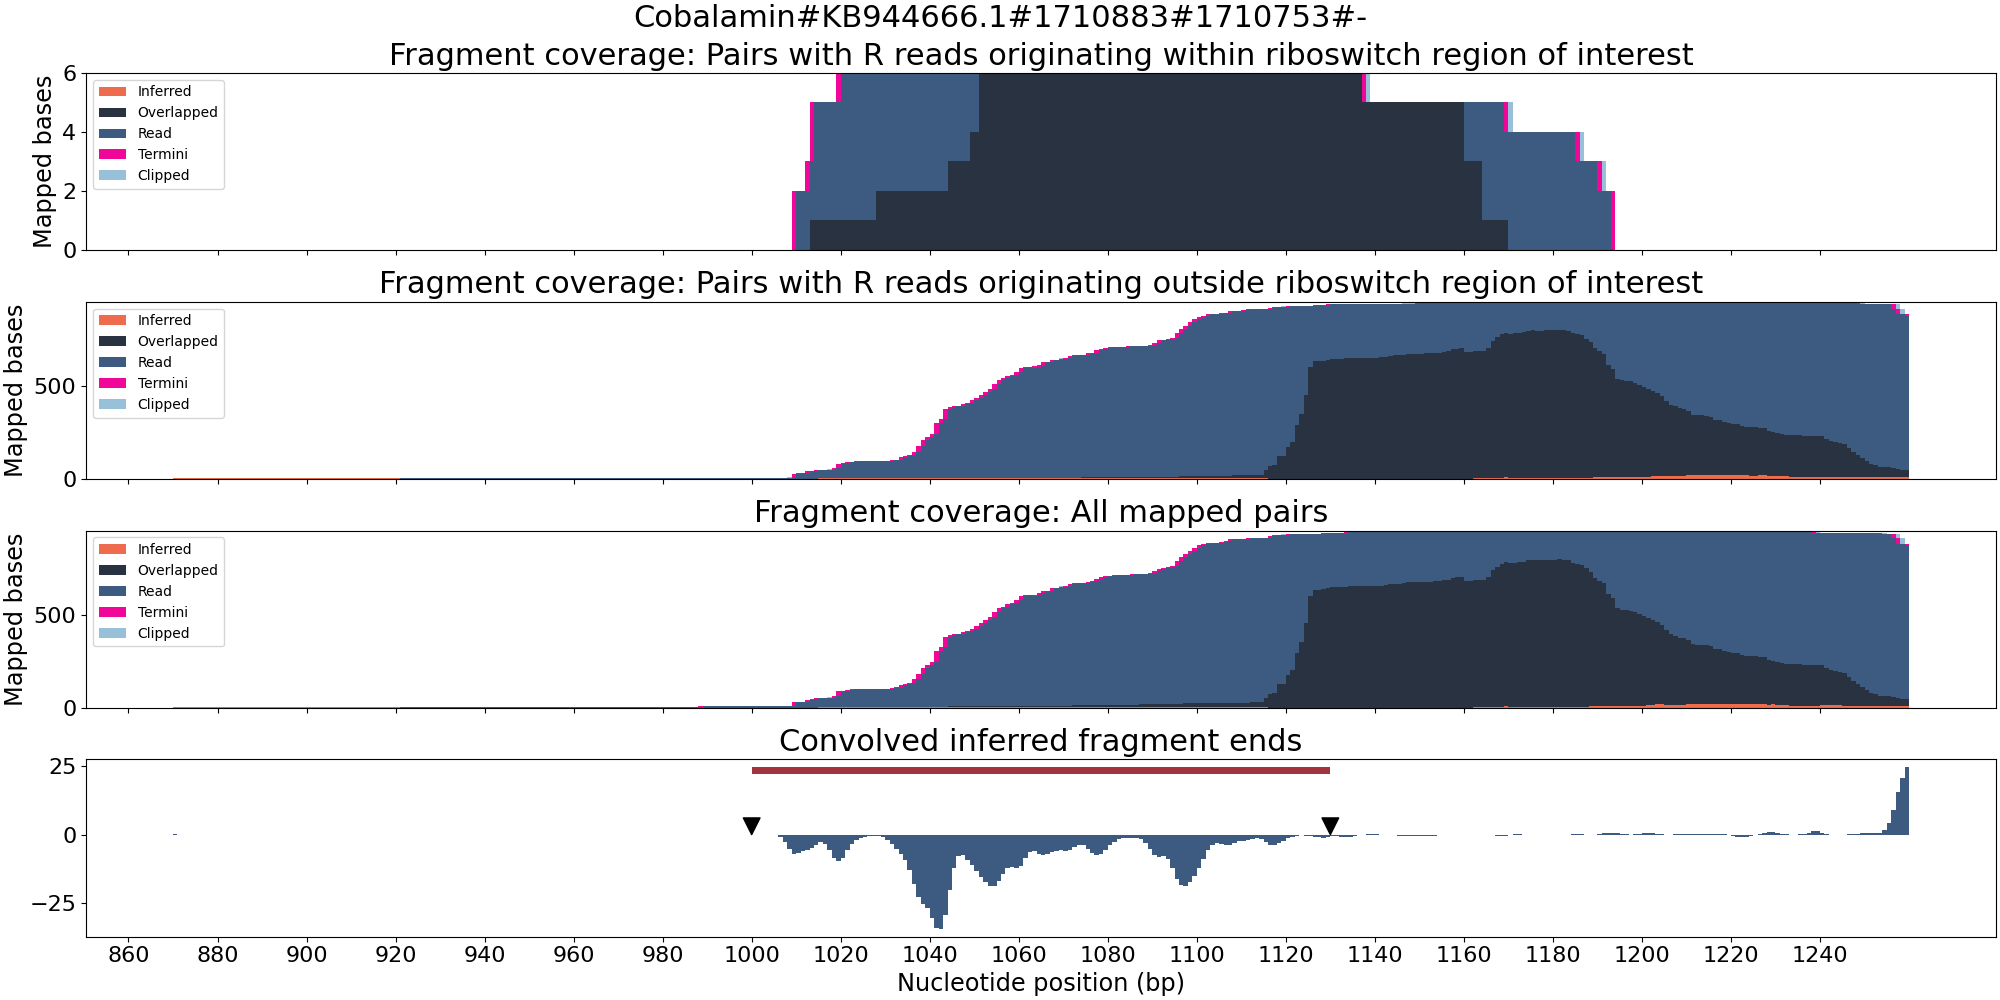 Cobalamin#KB944666.1#1710883#1710753#-
Fragment coverage: Pairs with R reads originating within riboswitch region of interest
Mapped bases
6
4
2
0
Inferred
Overlapped
Read
Termini
Clipped
Fragment coverage: Pairs with R reads originating outside riboswitch region of interest
Mapped bases
500
0
Inferred
Overlapped
Read
Termini
Clipped
Fragment coverage: All mapped pairs
Mapped bases
500
0
Inferred
Overlapped
Read
Termini
Clipped
Convolved inferred fragment ends
25
0
−25
860 880 900 920 940 960 980 1000 1020 1040 1060 1080 1100 1120 1140 1160 1180 1200 1220 1240
Nucleotide position (bp)